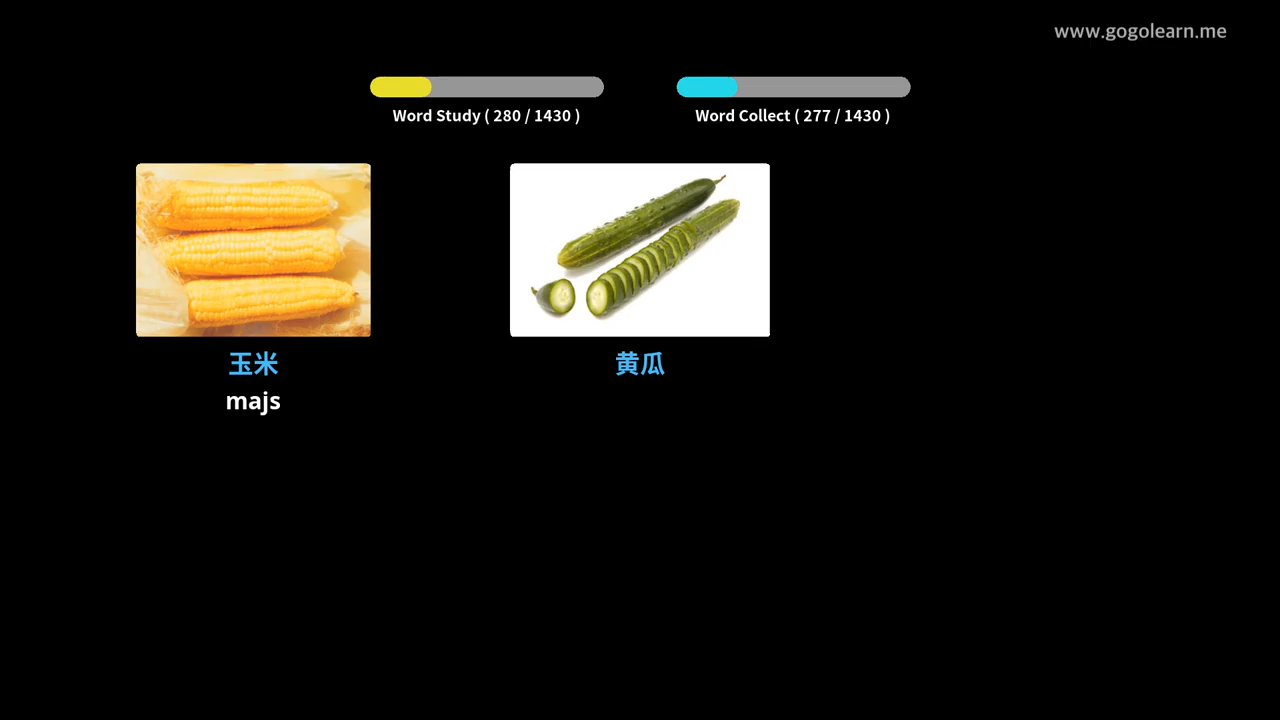 www.gogolearn.me
Word Study ( 280 / 1430 )
Word Collect ( 277 / 1430 )
玉米
majs
黄瓜